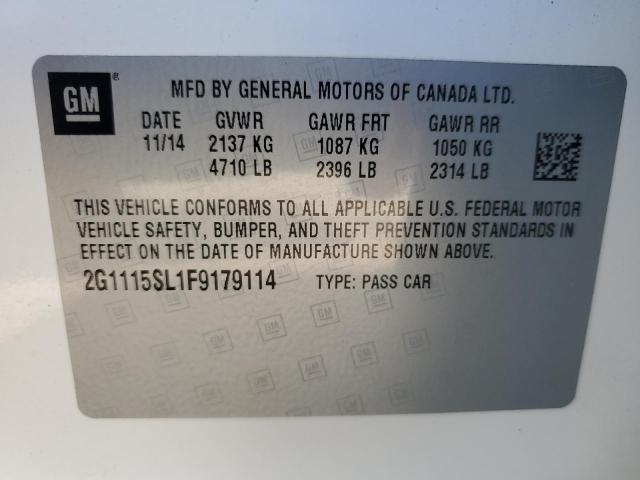 GM®
MFD BY GENERAL MOTORS OF CANADA LTD.
DATE GVWR GAWR FRT GAWR RR
11/14 2137 KG 1087 KG 1050 KG
4710 LB 2396 LB 2314 LB
THIS VEHICLE CONFORMS TO ALL APPLICABLE U.S. FEDERAL MOTOR
VEHICLE SAFETY, BUMPER, AND THEFT PREVENTION STANDARDS IN
EFFECT ON THE DATE OF MANUFACTURE SHOWN ABOVE.
2G1115SL1F9179114 TYPE: PASS CAR